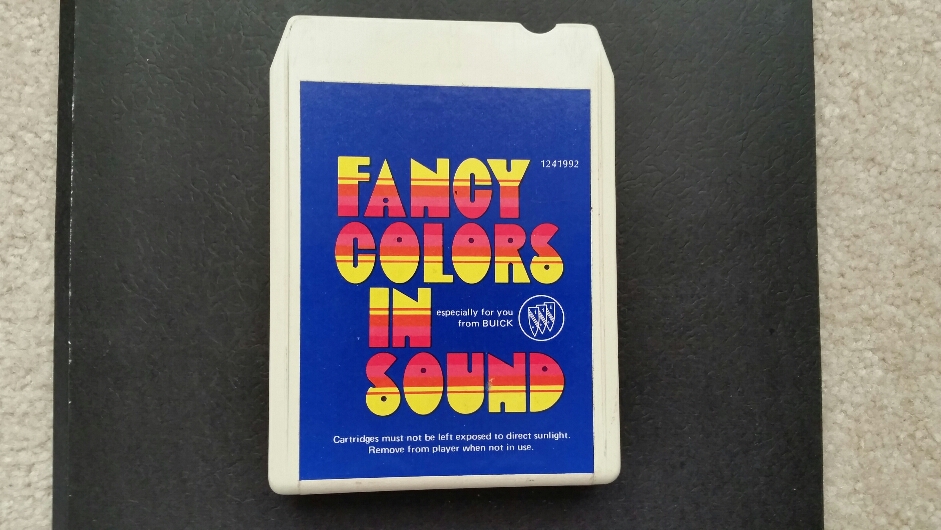 FANCY 1241992
COLORS
IN
especially for you
from BUICK
SOUND
Cartridges must not be left exposed to direct sunlight.
Remove from player when not in use.